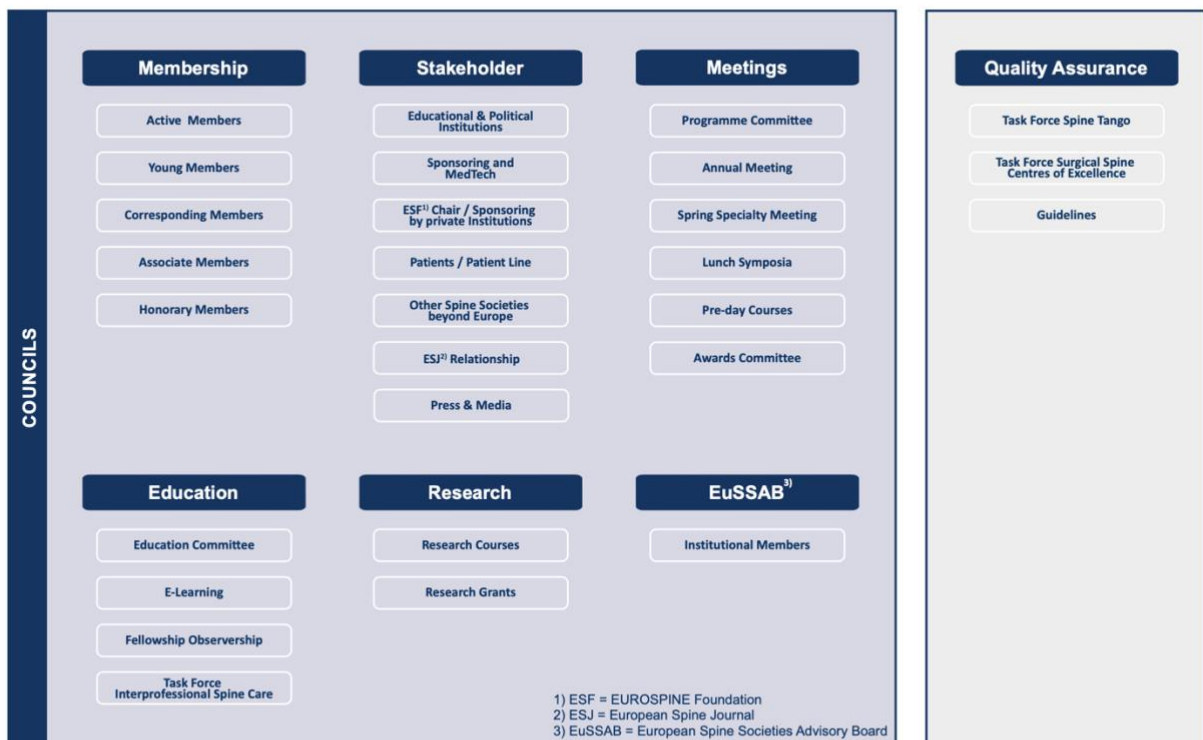 COUNCILS
Membership
Active Members
Young Members
Corresponding Members
Associate Members
Honorary Members
Stakeholder
Educational & Political
Institutions
Sponsoring and
MedTech
ESF1) Chair / Sponsoring
by private Institutions
Patients / Patient Line
Other Spine Societies
beyond Europe
ESJ2) Relationship
Press & Media
Meetings
Programme Committee
Annual Meeting
Spring Specialty Meeting
Lunch Symposia
Pre-day Courses
Awards Committee
Quality Assurance
Task Force Spine Tango
Task Force Surgical Spine
Centres of Excellence
Guidelines
Education
Education Committee
E-Learning
Fellowship Observership
Task Force
Interprofessional Spine Care
Research
Research Courses
Research Grants
EuSSAB3)
Institutional Members
1) ESF = EUROSPINE Foundation
2) ESJ = European Spine Journal
3) EuSSAB = European Spine Societies Advisory Board